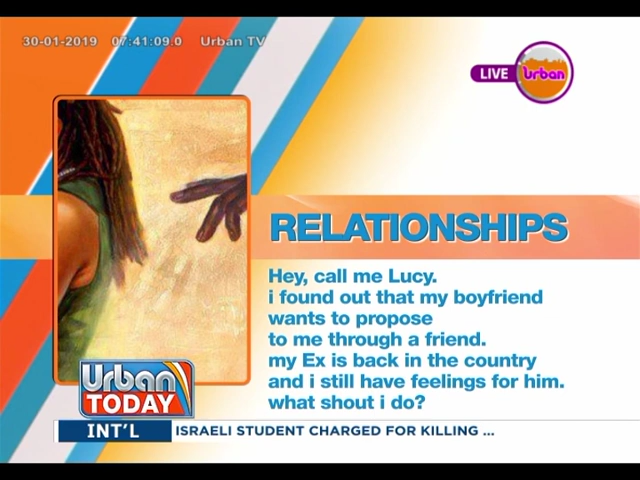 30-01-2019 07:41:09.0 Urban TV
LIVE Urban
RELATIONSHIPS
Hey, call me Lucy.
i found out that my boyfriend
wants to propose
to me through a friend.
my Ex is back in the country
and i still have feelings for him.
what shout i do?
Urban
TODAY
INT'L ISRAELI STUDENT CHARGED FOR KILLING ...